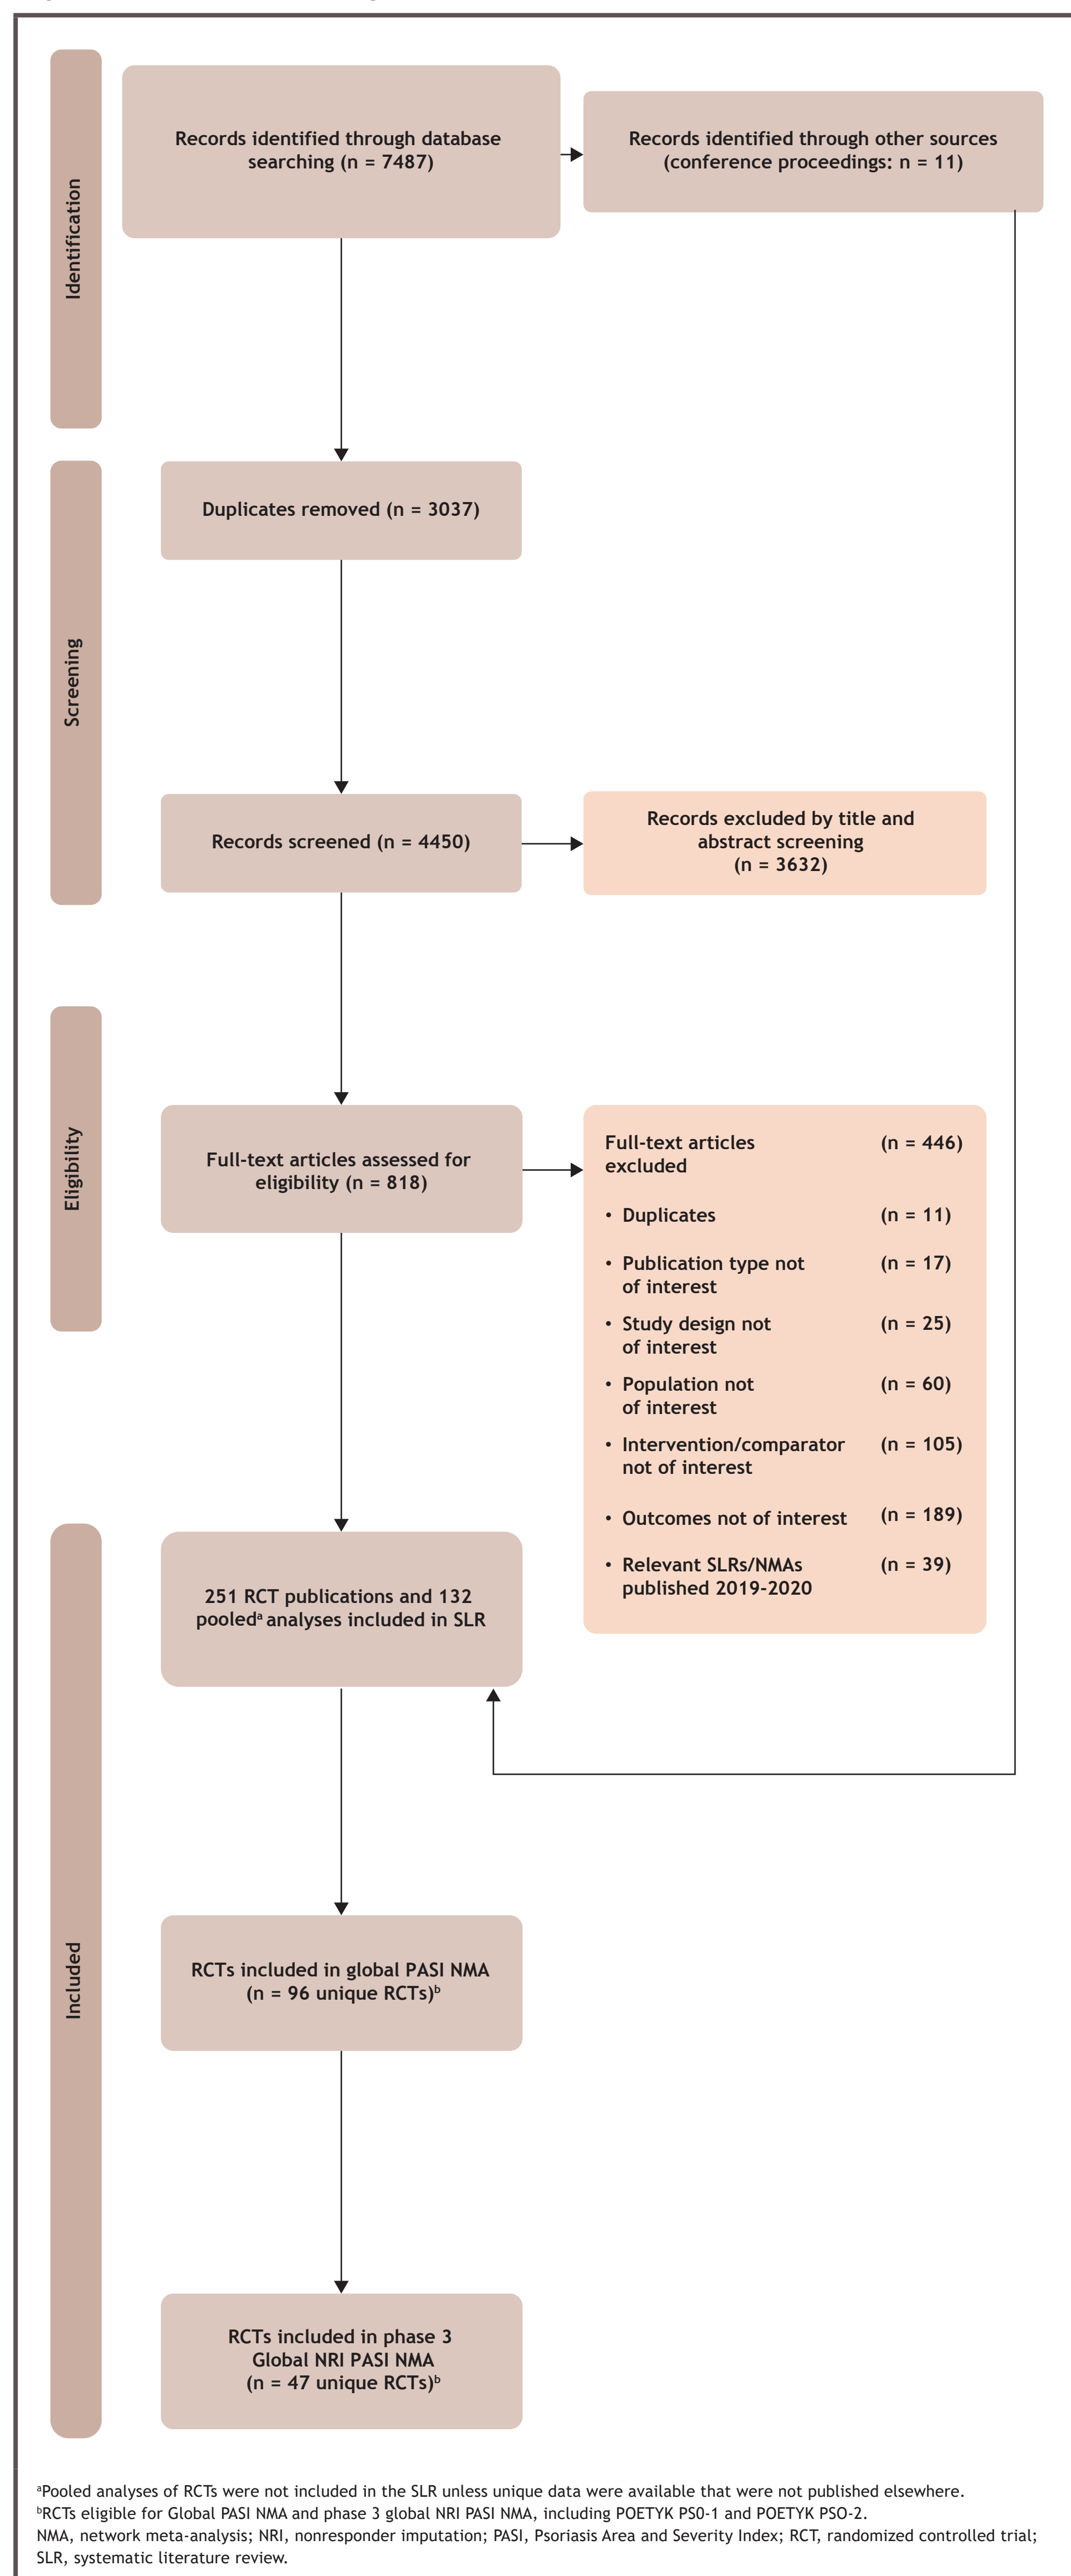 Identification
Records identified through database
searching (n = 7487)
Records identified through other sources
(conference proceedings: n = 11)
Screening
Duplicates removed (n = 3037)
Records screened (n = 4450)
Records excluded by title and
abstract screening
(n = 3632)
Eligibility
Full-text articles assessed for
eligibility (n = 818)
Full-text articles (n = 446)
excluded
• Duplicates (n = 11)
• Publication type not (n = 17)
of interest
• Study design not (n = 25)
of interest
• Population not (n = 60)
of interest
• Intervention/comparator (n = 105)
not of interest
• Outcomes not of interest (n = 189)
• Relevant SLRs/NMAs (n = 39)
published 2019-2020
Included
251 RCT publications and 132
pooledᵃ analyses included in SLR
RCTs included in global PASI NMA
(n = 96 unique RCTs)ᵇ
RCTs included in phase 3
Global NRI PASI NMA
(n = 47 unique RCTs)ᵇ
ᵃPooled analyses of RCTs were not included in the SLR unless unique data were available that were not published elsewhere.
ᵇRCTs eligible for Global PASI NMA and phase 3 global NRI PASI NMA, including POETYK PS0-1 and POETYK PSO-2.
NMA, network meta-analysis; NRI, nonresponder imputation; PASI, Psoriasis Area and Severity Index; RCT, randomized controlled trial;
SLR, systematic literature review.